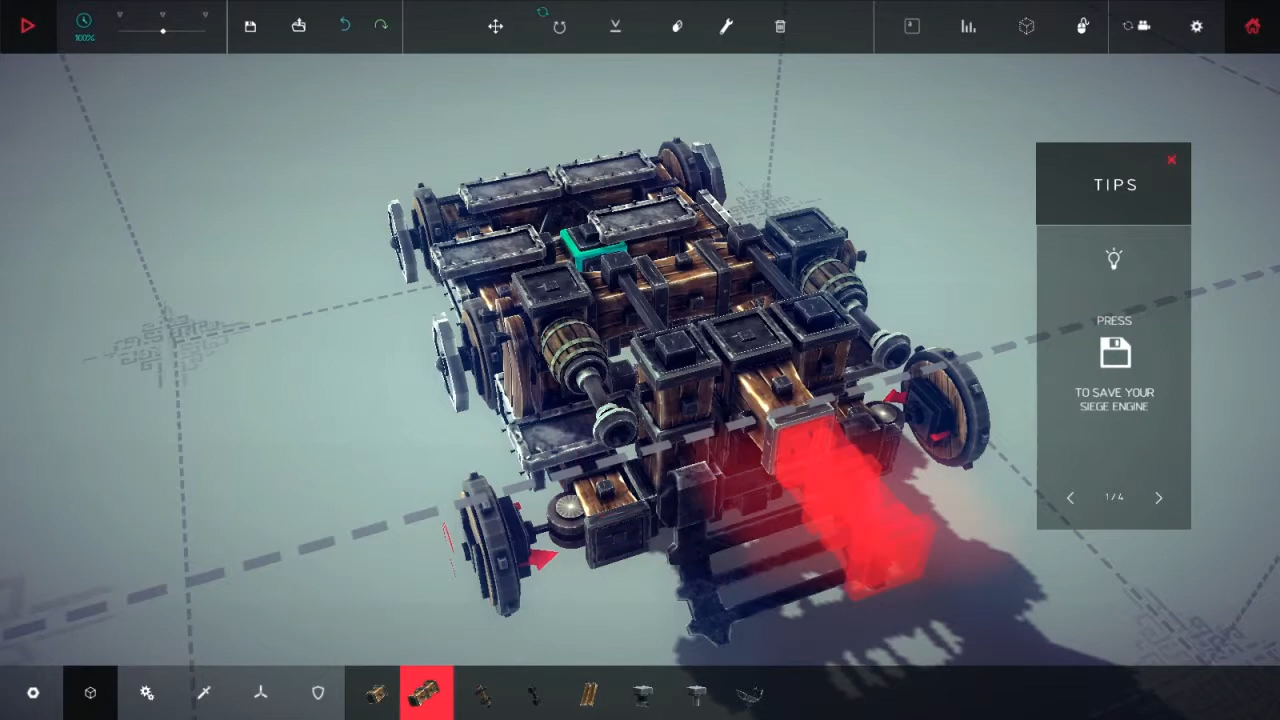 100%
TIPS
PRESS
TO SAVE YOUR
SIEGE ENGINE
1/4